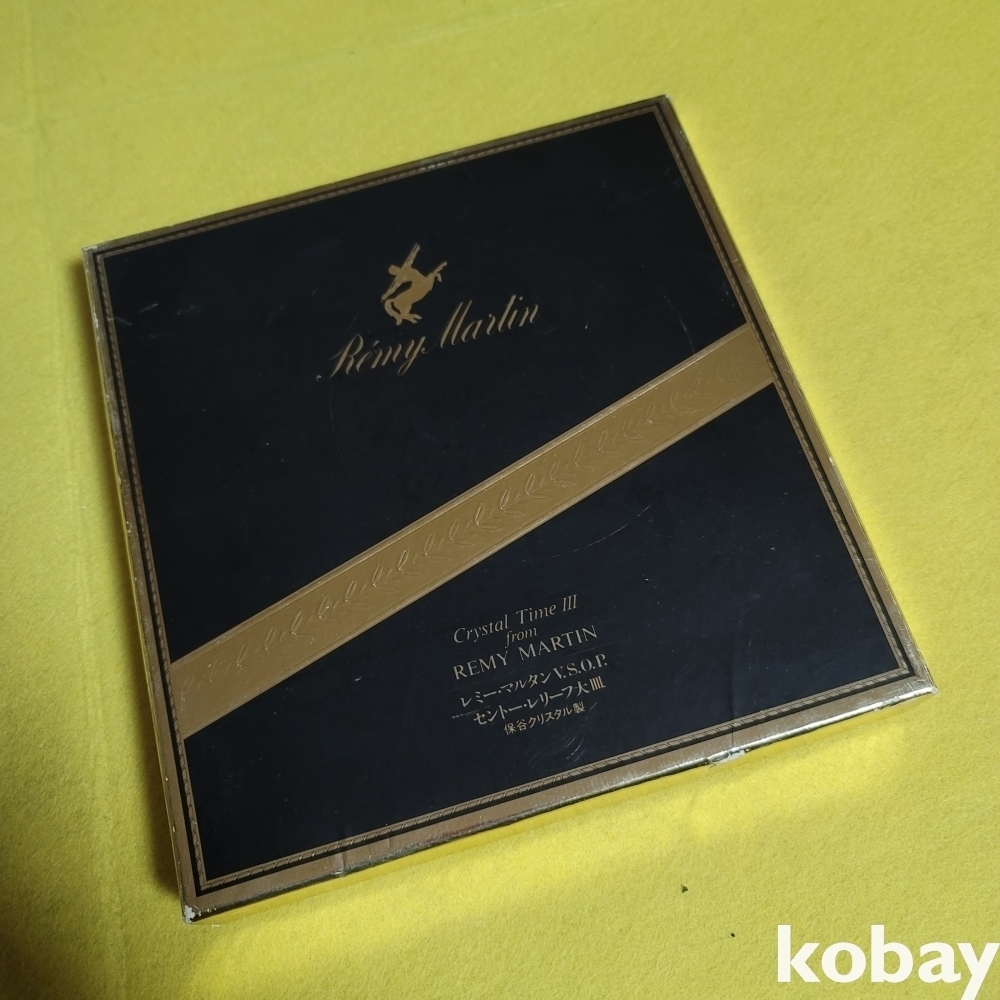 Rémy Martin
Crystal Time III
from
REMY MARTIN
レミー・マルタンV.S.O.P.
セントー・レリーフ大皿
保谷クリスタル製
kobay